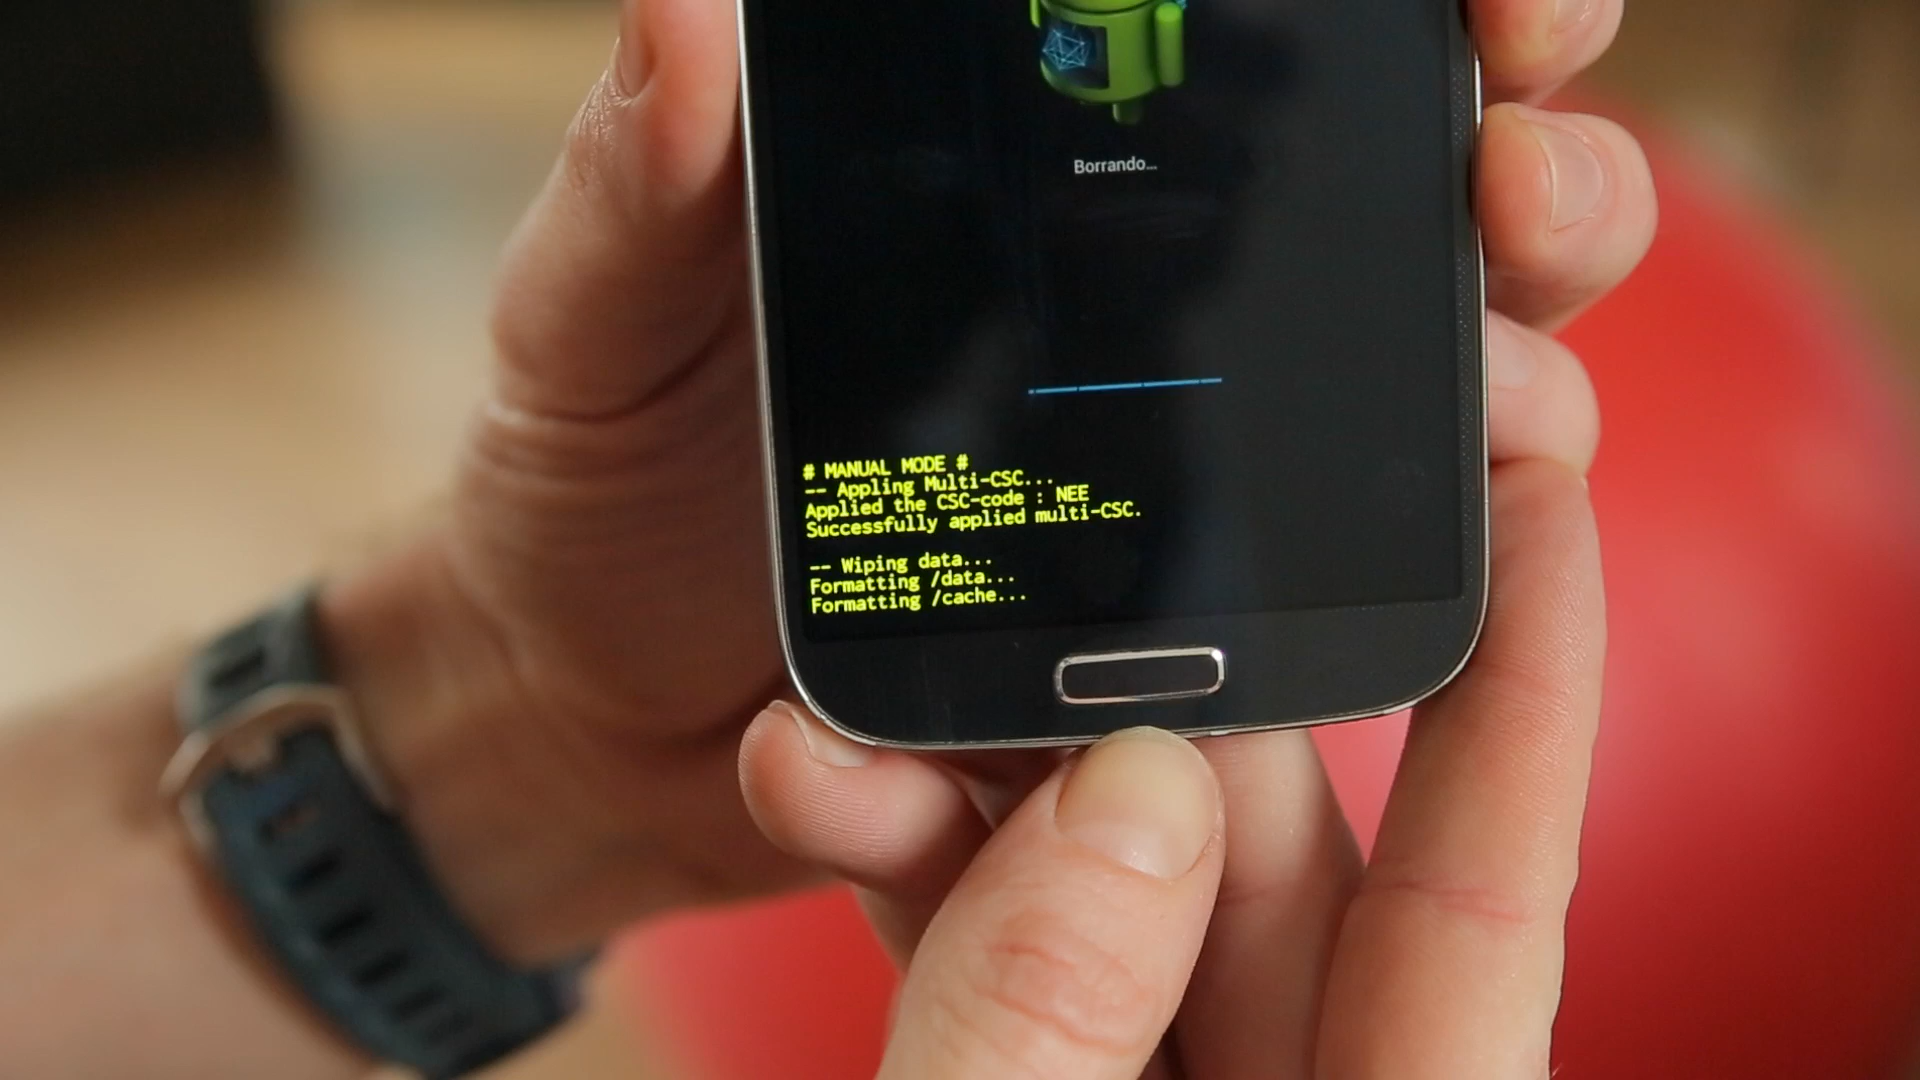 Borrando...
# MANUAL MODE #
-- Appling Multi-CSC...
Applied the CSC-code : NEE
Successfully applied multi-CSC.
-- Wiping data...
Formatting /data...
Formatting /cache...